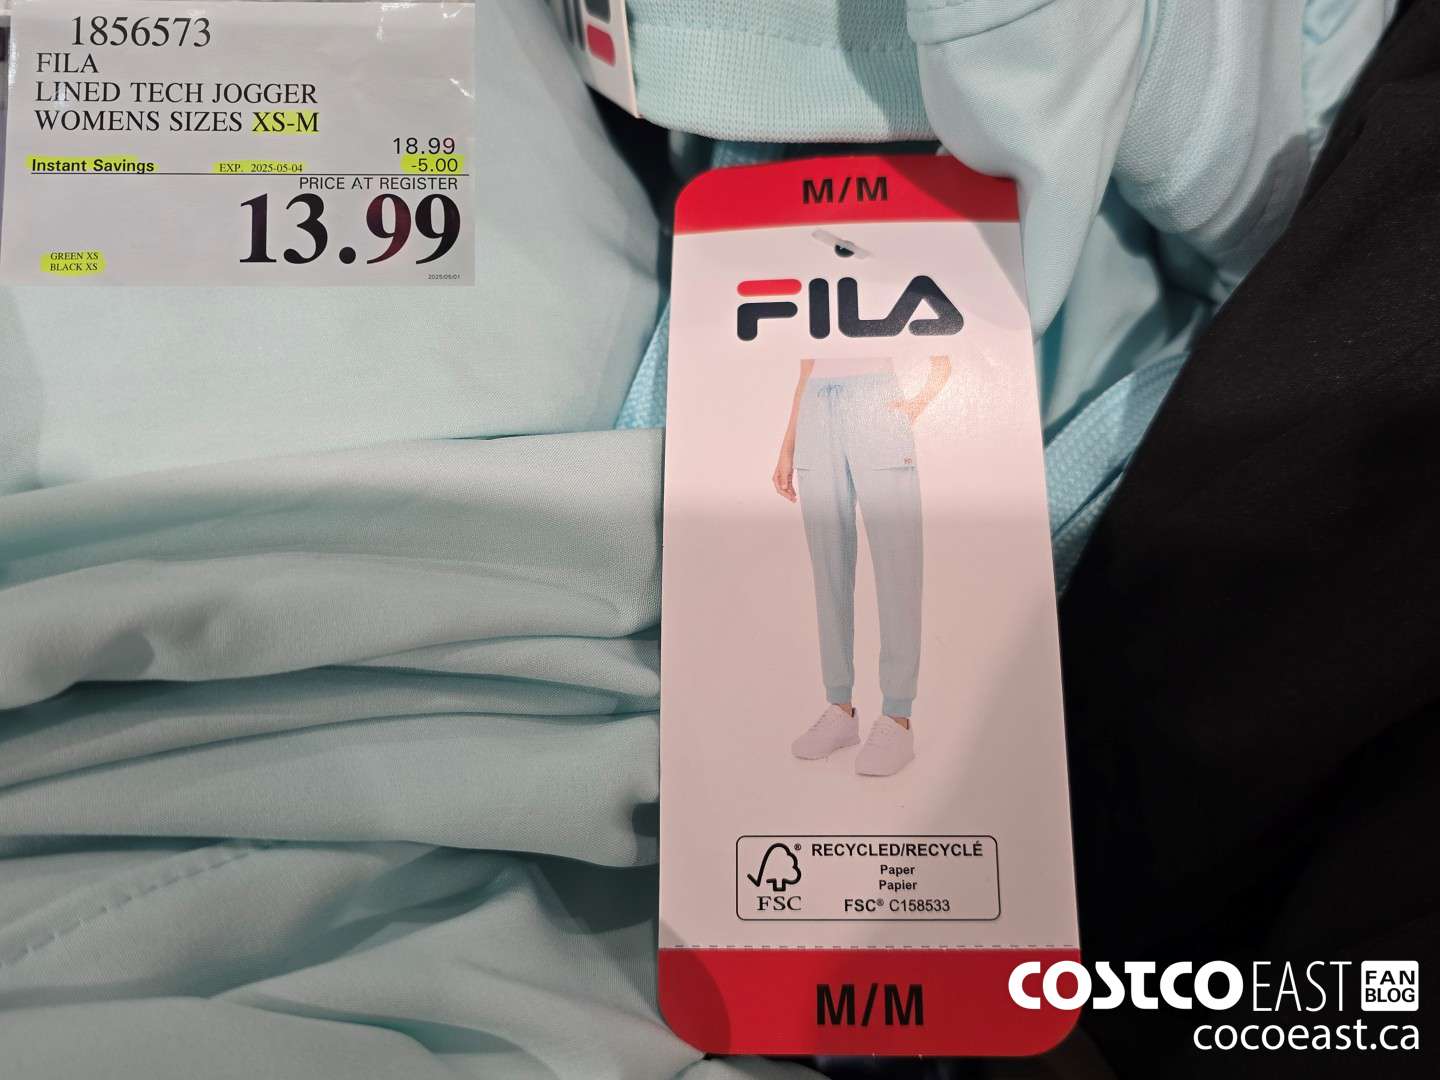 1856573
FILA
LINED TECH JOGGER
WOMENS SIZES XS-M
18.99
Instant Savings EXP. 2025-05-04 -5.00
PRICE AT REGISTER
13.99
GREEN XS
BLACK XS
2025/05/01
M/M
FILA
RECYCLED/RECYCLÉ
Paper
Papier
FSC® C158533
FSC
M/M
COSTCO EAST FAN BLOG
cocoeast.ca